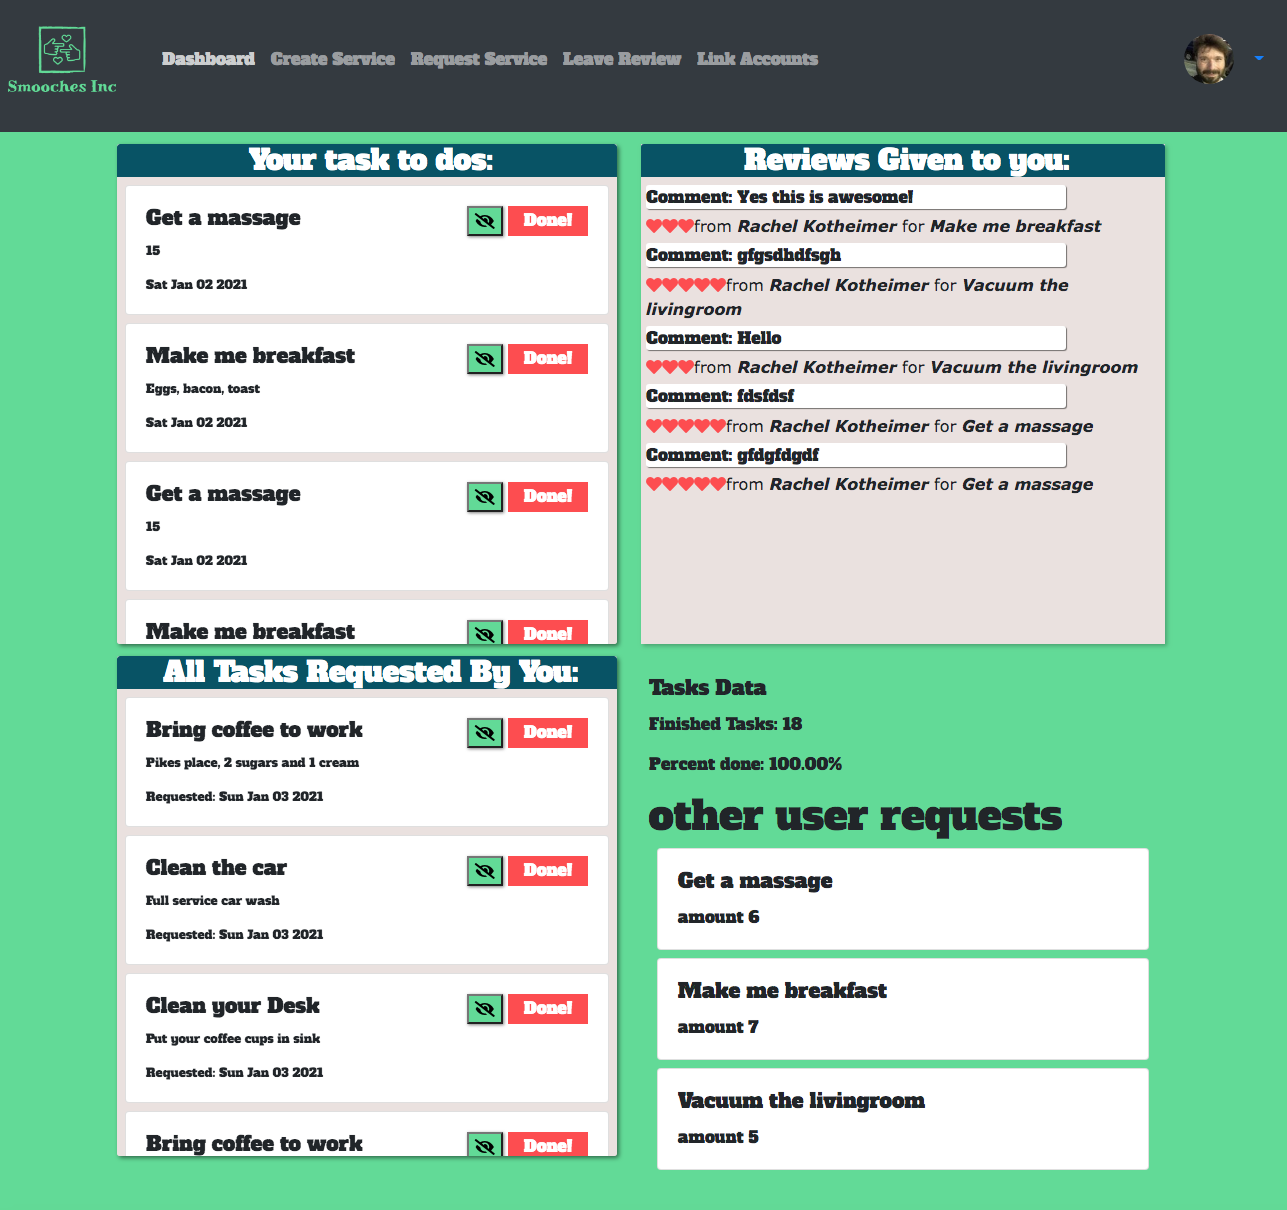 Smooches Inc
Dashboard Create Service Request Service Leave Review Link Accounts
Your task to dos:
Get a massage
Done!
15
Sat Jan 02 2021
Make me breakfast
Done!
Eggs, bacon, toast
Sat Jan 02 2021
Get a massage
Done!
15
Sat Jan 02 2021
Make me breakfast
Done!
Reviews Given to you:
Comment: Yes this is awesome!
from Rachel Kotheimer for Make me breakfast
Comment: gfgsdhdfsgh
from Rachel Kotheimer for Vacuum the
livingroom
Comment: Hello
from Rachel Kotheimer for Vacuum the livingroom
Comment: fdsfdsf
from Rachel Kotheimer for Get a massage
Comment: gfdgfdgdf
from Rachel Kotheimer for Get a massage
All Tasks Requested By You:
Bring coffee to work
Done!
Pikes place, 2 sugars and 1 cream
Requested: Sun Jan 03 2021
Clean the car
Done!
Full service car wash
Requested: Sun Jan 03 2021
Clean your Desk
Done!
Put your coffee cups in sink
Requested: Sun Jan 03 2021
Bring coffee to work
Done!
Tasks Data
Finished Tasks: 18
Percent done: 100.00%
other user requests
Get a massage
amount 6
Make me breakfast
amount 7
Vacuum the livingroom
amount 5